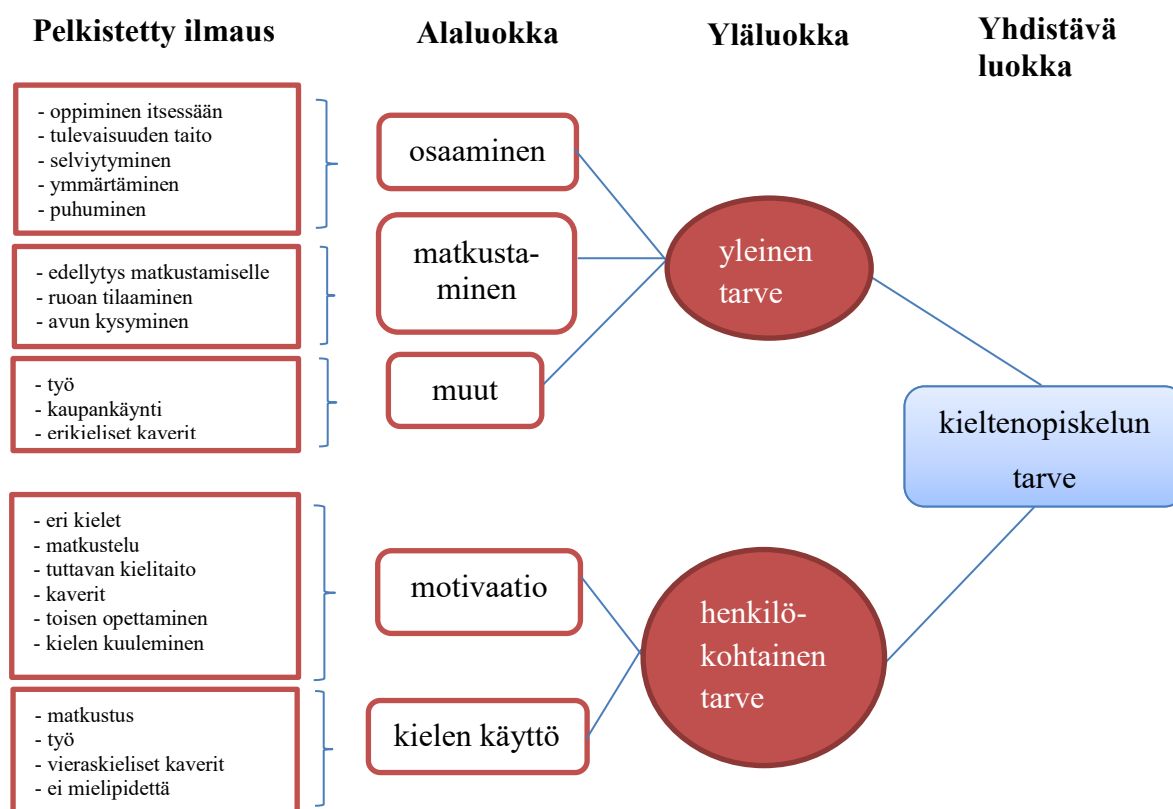 Pelkistetty ilmaus
Alaluokka
Yläluokka
Yhdistävä
luokka
- oppiminen itsessään
- tulevaisuuden taito
- selviytyminen
- ymmärtäminen
- puhuminen
osaaminen
- edellytys matkustamiselle
- ruoan tilaaminen
- avun kysyminen
matkusta-
minen
- työ
- kaupankäynti
- erikieliset kaverit
muut
yleinen
tarve
- eri kielet
- matkustelu
- tuttavan kielitaito
- kaverit
- toisen opettaminen
- kielen kuuleminen
motivaatio
- matkustus
- työ
- vieraskieliset kaverit
- ei mielipidettä
kielen käyttö
henkilö-
kohtainen
tarve
kieltenopiskelun
tarve